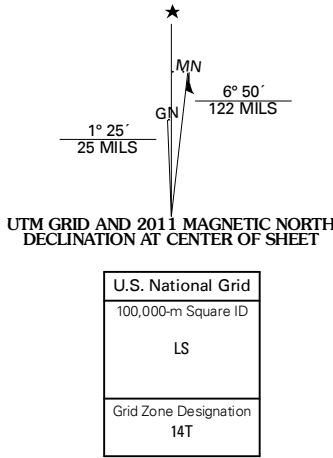 MN
GN
6° 50´
122 MILS
1° 25´
25 MILS
UTM GRID AND 2011 MAGNETIC NORTH
DECLINATION AT CENTER OF SHEET
U.S. National Grid
100,000-m Square ID
LS
Grid Zone Designation
14T